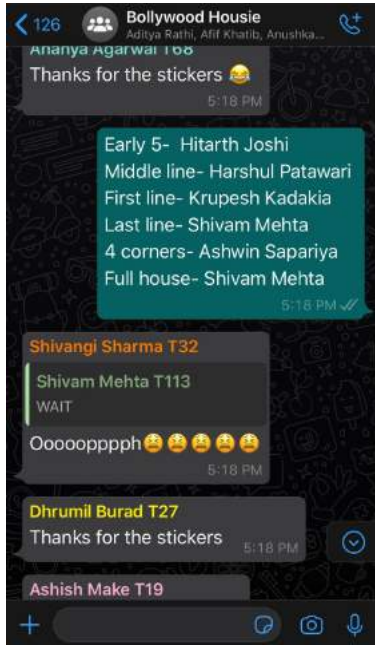 126
Bollywood Housie
Aditya Rathi, Afif Khatib, Anushka...
Ananya Agarwal T68
Thanks for the stickers 😂
5:18 PM
Early 5- Hitarth Joshi
Middle line- Harshul Patawari
First line- Krupesh Kadakia
Last line- Shivam Mehta
4 corners- Ashwin Sapariya
Full house- Shivam Mehta
5:18 PM
Shivangi Sharma T32
Shivam Mehta T113
WAIT
Ooooopppph😫😫😫😫😫
5:18 PM
Dhrumil Burad T27
Thanks for the stickers
5:18 PM
Ashish Make T19